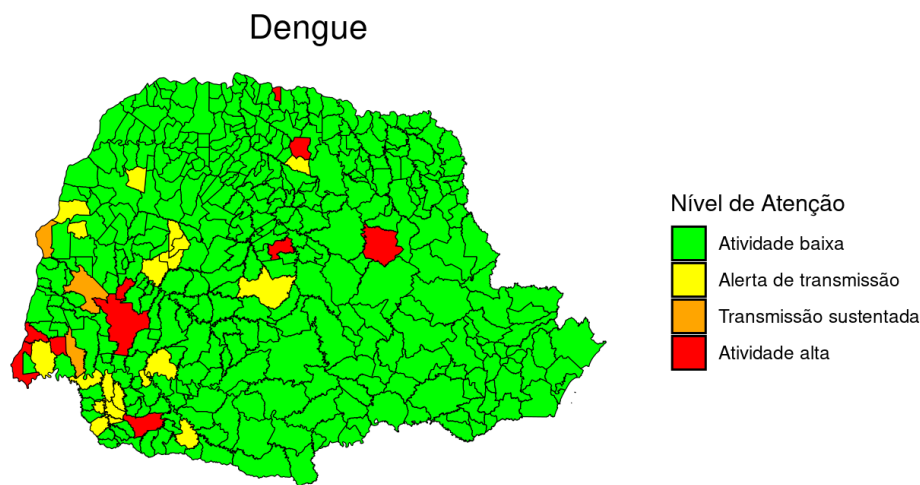 Dengue
Nível de Atenção
Atividade baixa
Alerta de transmissão
Transmissão sustentada
Atividade alta